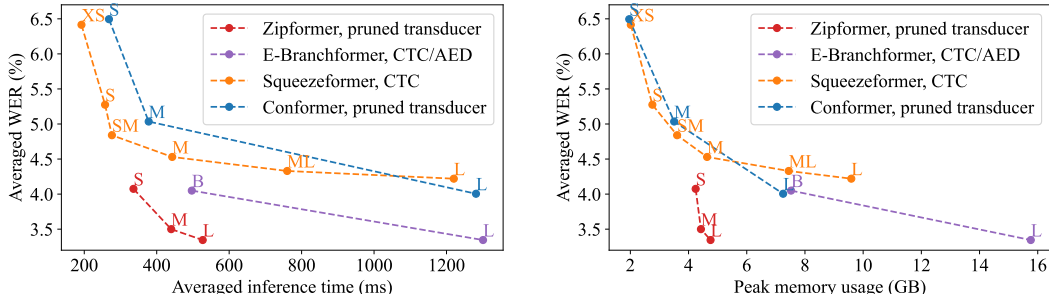 6.5
6.0
5.5
5.0
4.5
4.0
3.5
Averaged WER (%)
XS
S
S
SM
M
M
ML
L
L
S
M
L
B
L
Zipformer, pruned transducer
E-Branchformer, CTC/AED
Squeezeformer, CTC
Conformer, pruned transducer
200 400 600 800 1000 1200
Averaged inference time (ms)
6.5
6.0
5.5
5.0
4.5
4.0
3.5
Averaged WER (%)
S
XS
S
M
SM
M
ML
L
L
B
S
M
L
L
Zipformer, pruned transducer
E-Branchformer, CTC/AED
Squeezeformer, CTC
Conformer, pruned transducer
2 4 6 8 10 12 14 16
Peak memory usage (GB)